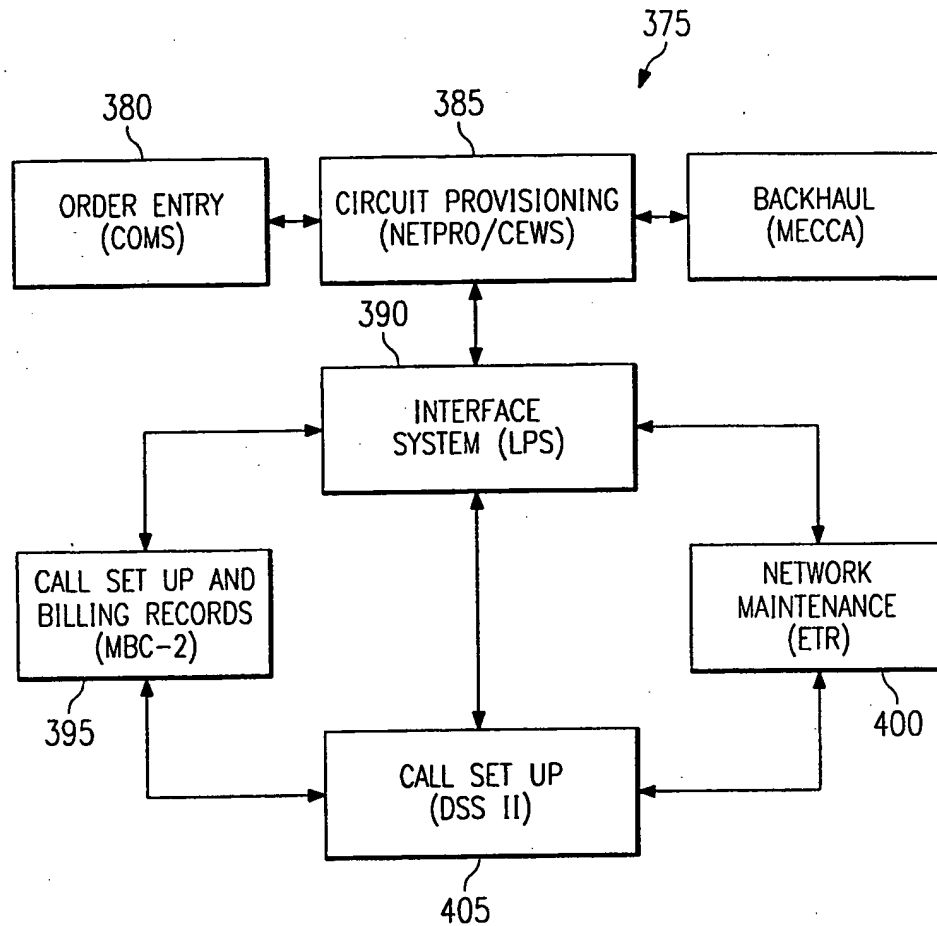 375
380
385
ORDER ENTRY
(COMS)
CIRCUIT PROVISIONING
(NETPRO/CEWS)
BACKHAUL
(MECCA)
390
INTERFACE
SYSTEM (LPS)
CALL SET UP AND
BILLING RECORDS
(MBC-2)
NETWORK
MAINTENANCE
(ETR)
395
400
CALL SET UP
(DSS II)
405